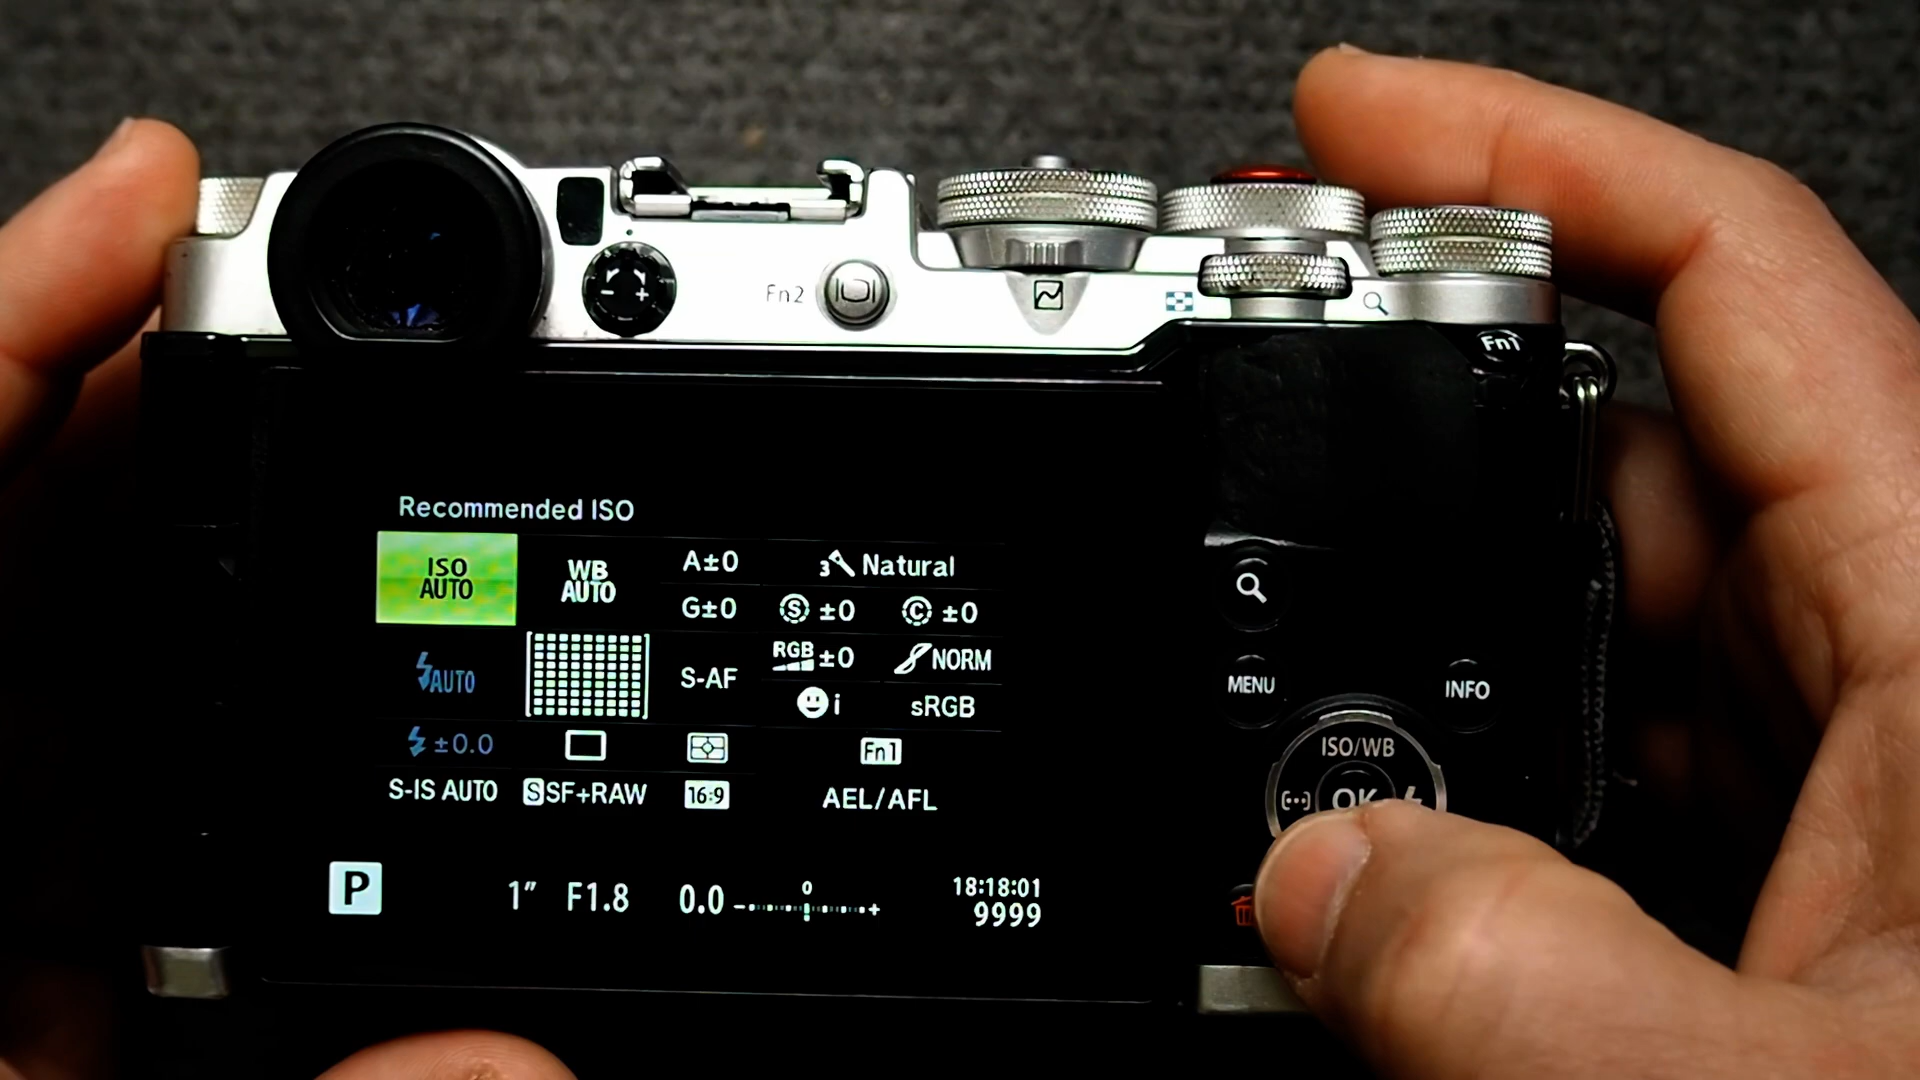 Fn2
Fn1
Recommended ISO
ISO AUTO
WB AUTO
A±0
3 Natural
G±0
S ±0
C ±0
AUTO
S-AF
RGB ±0
NORM
i
sRGB
±0.0
Fn1
S-IS AUTO
S SF+RAW
16:9
AEL/AFL
P
1" F1.8
0.0 – 0 +
18:18:01
9999
MENU
INFO
ISO/WB
OK